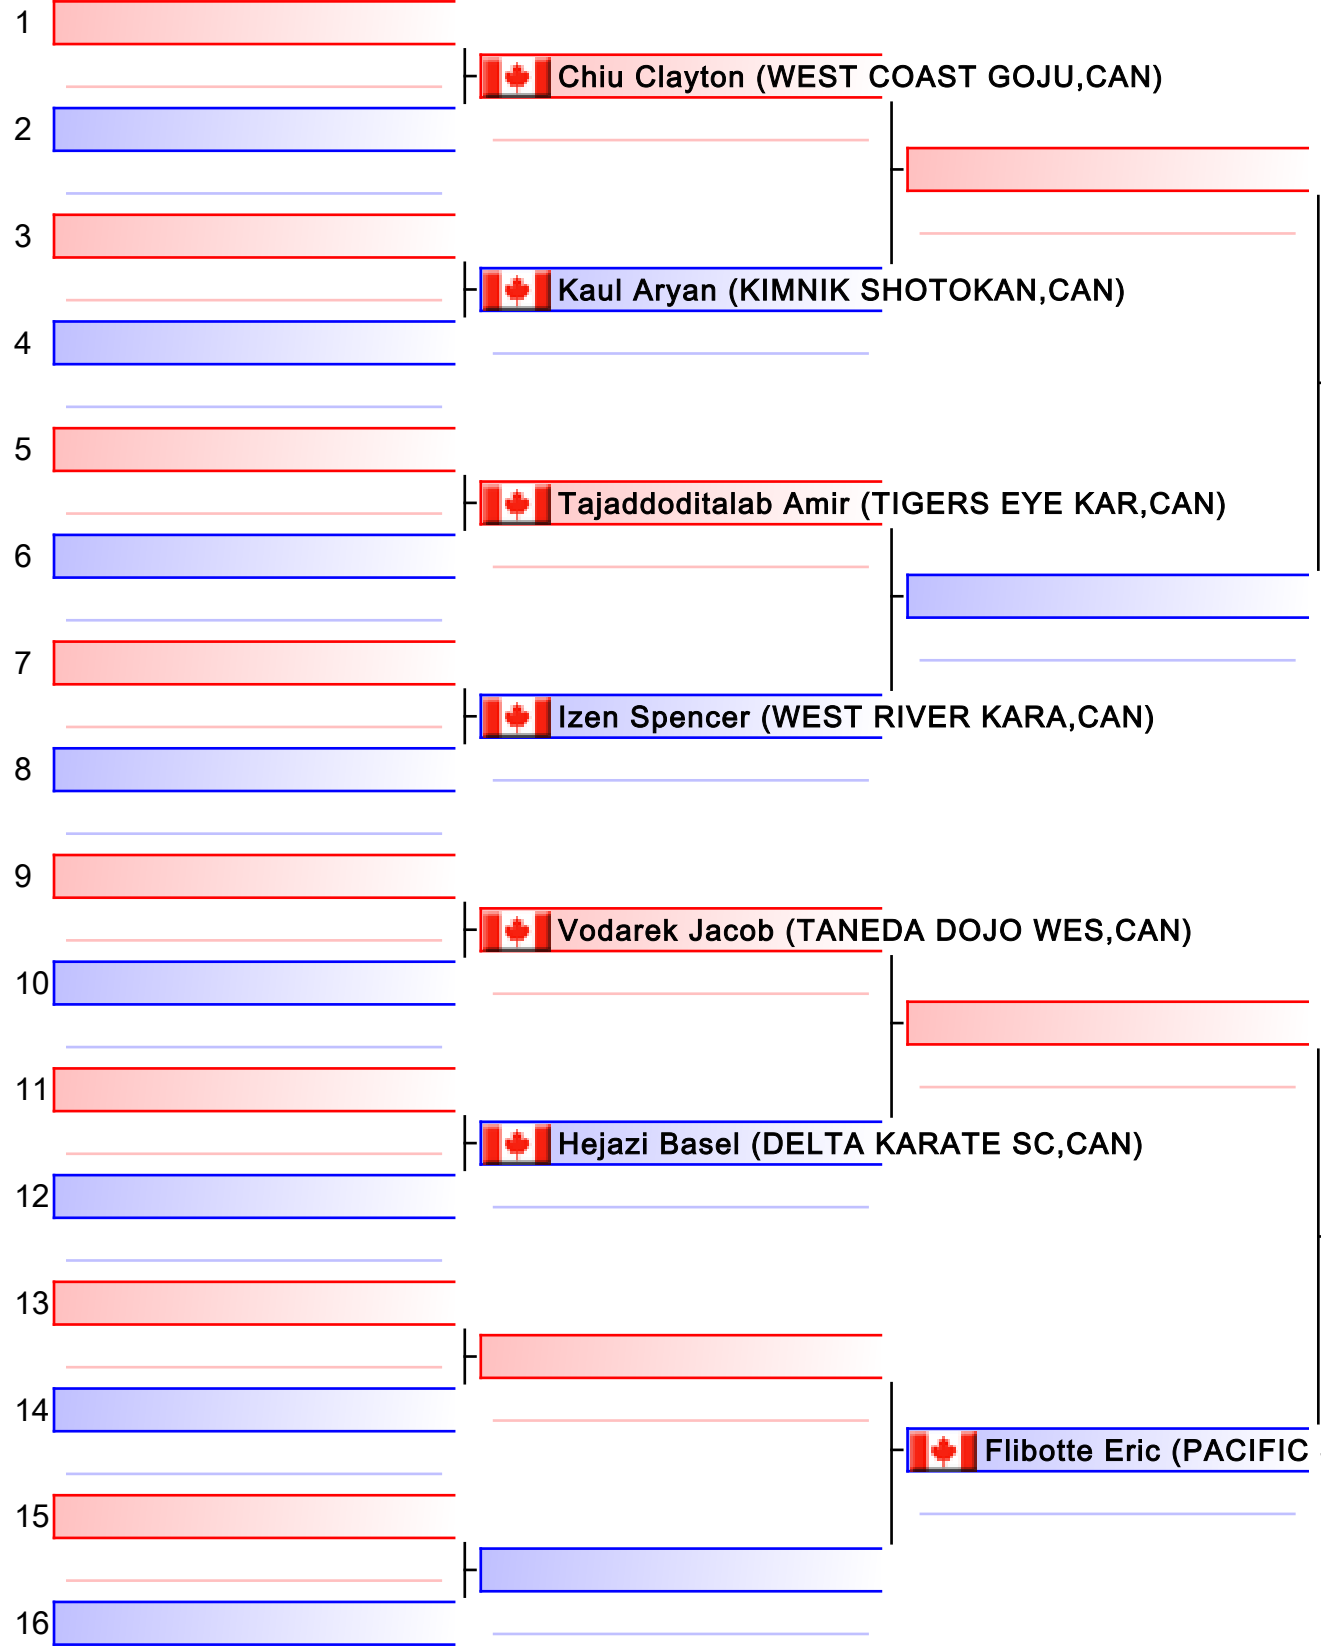 1
Chiu Clayton (WEST COAST GOJU,CAN)
2
3
Kaul Aryan (KIMNIK SHOTOKAN,CAN)
4
5
Tajaddoditalab Amir (TIGERS EYE KAR,CAN)
6
7
Izen Spencer (WEST RIVER KARA,CAN)
8
9
Vodarek Jacob (TANEDA DOJO WES,CAN)
10
11
Hejazi Basel (DELTA KARATE SC,CAN)
12
13
14
Flibotte Eric (PACIFIC
15
16